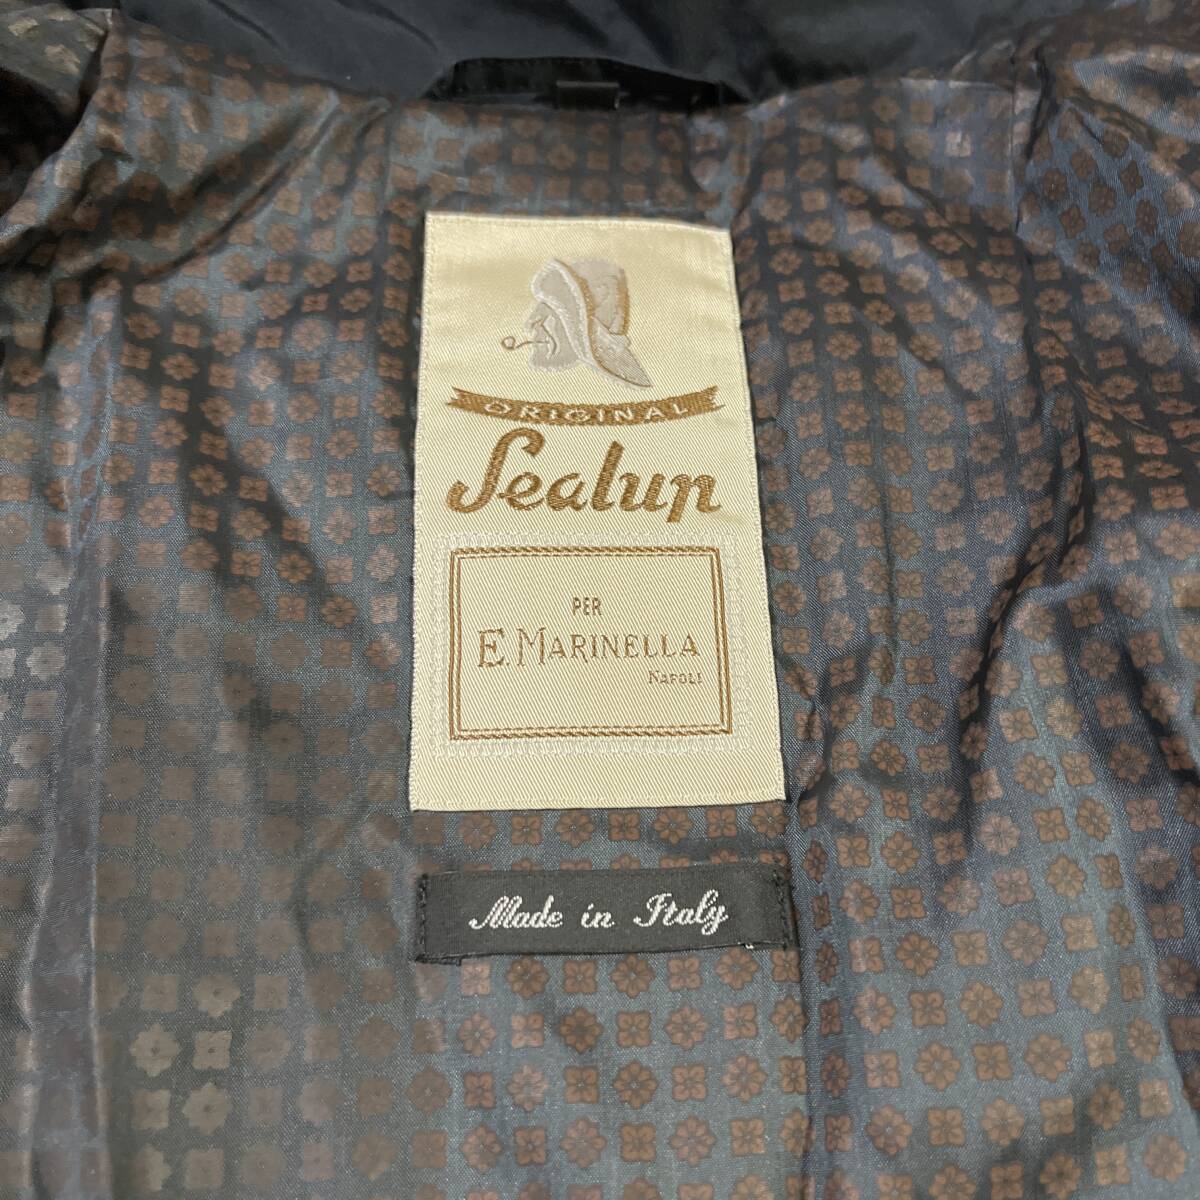 ORIGINAL
Sealup
PER
E. MARINELLA
NAPOLI
Made in Italy